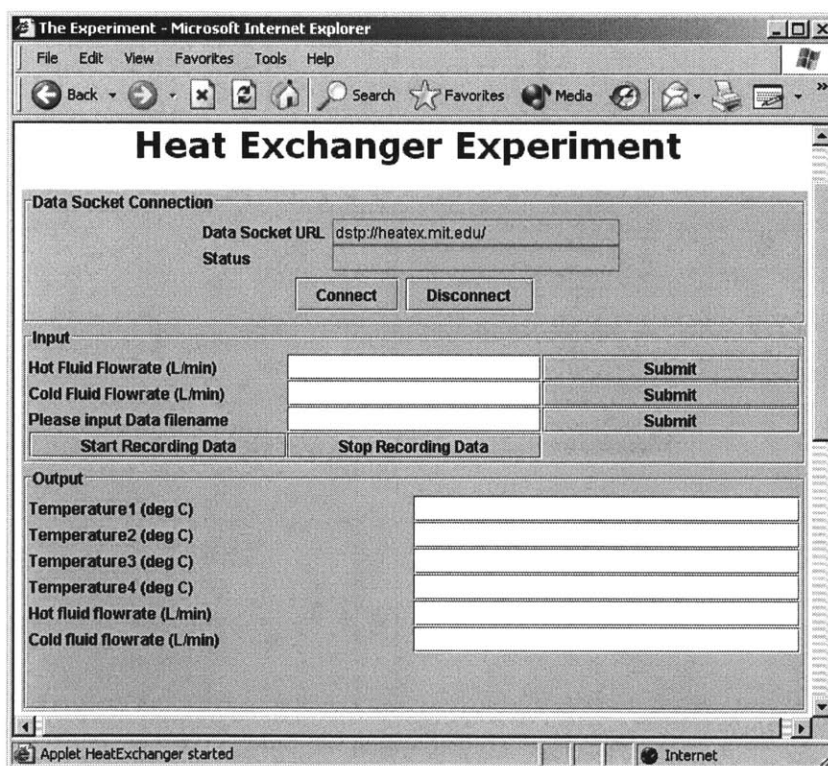 The Experiment - Microsoft Internet Explorer
File Edit View Favorites Tools Help
Back Search Favorites Media »
Heat Exchanger Experiment
Data Socket Connection
Data Socket URL dstp://heatex.mit.edu/
Status
Connect Disconnect
Input
Hot Fluid Flowrate (L/min) Submit
Cold Fluid Flowrate (L/min) Submit
Please input Data filename Submit
Start Recording Data Stop Recording Data
Output
Temperature1 (deg C)
Temperature2 (deg C)
Temperature3 (deg C)
Temperature4 (deg C)
Hot fluid flowrate (L/min)
Cold fluid flowrate (L/min)
Applet HeatExchanger started Internet